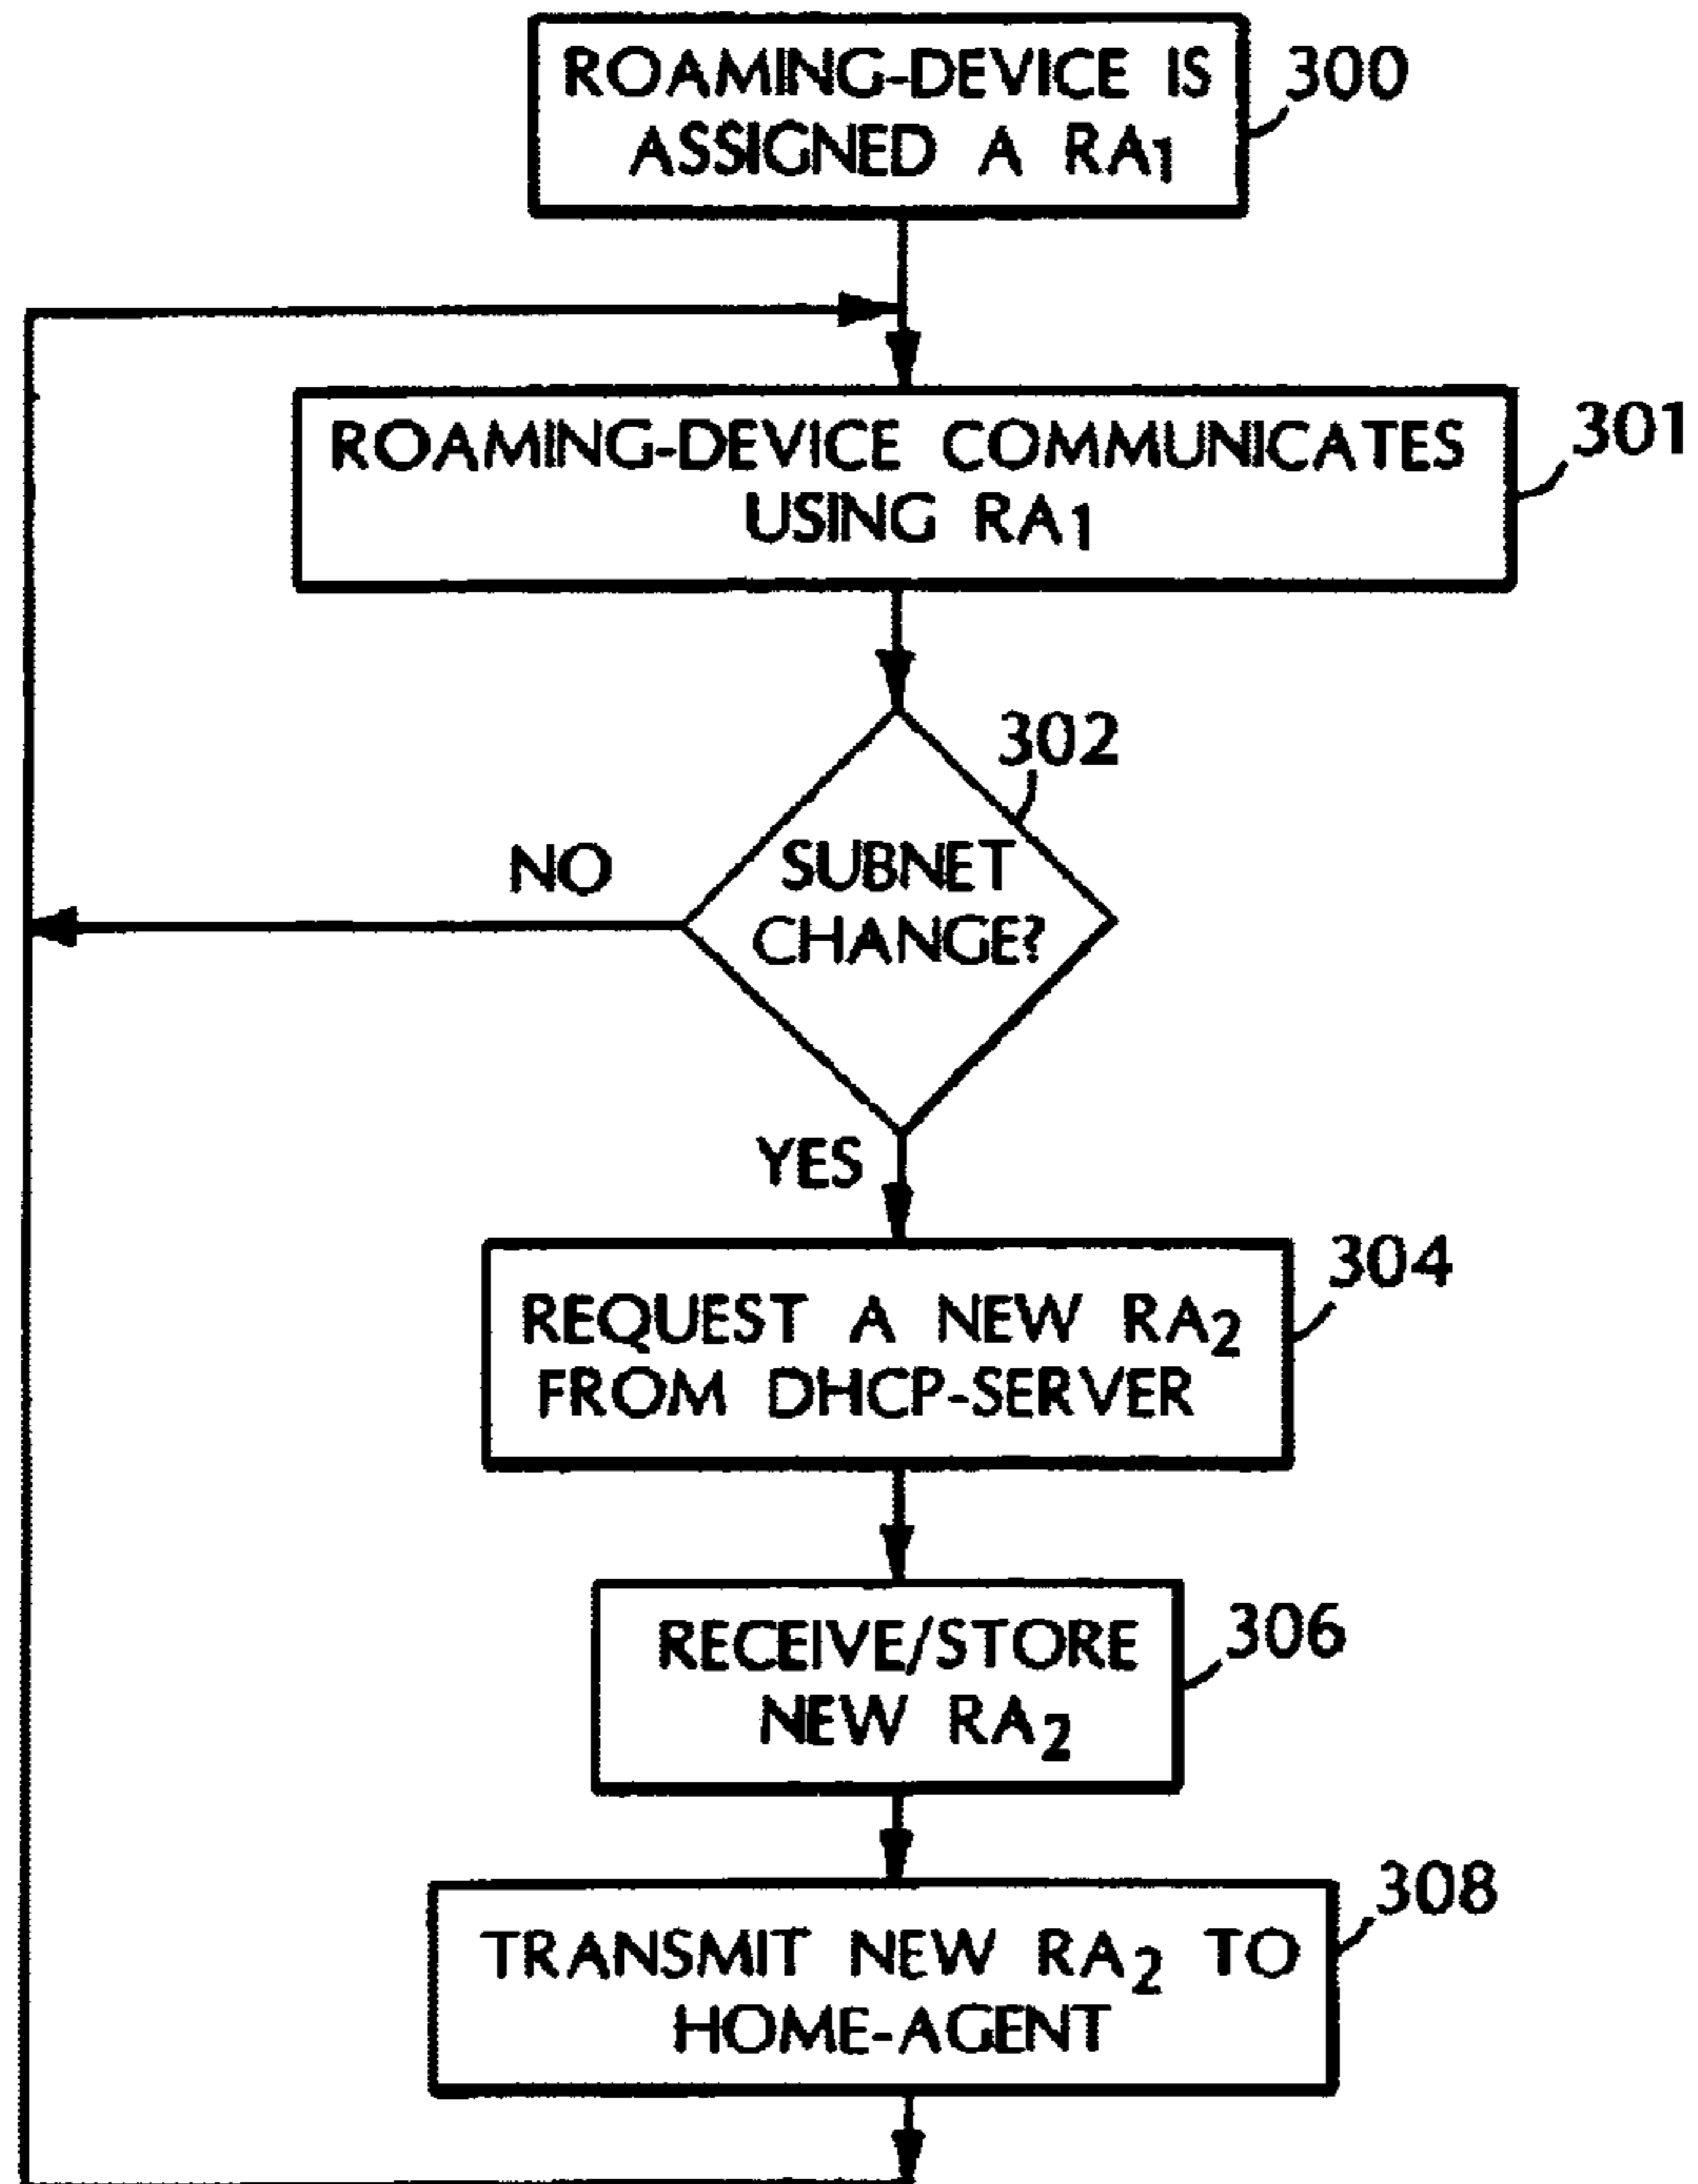 ROAMING-DEVICE IS
ASSIGNED A RA1
300
ROAMING-DEVICE COMMUNICATES
USING RA1
301
302
SUBNET
CHANGE?
NO
YES
304
REQUEST A NEW RA2
FROM DHCP-SERVER
306
RECEIVE/STORE
NEW RA2
308
TRANSMIT NEW RA2 TO
HOME-AGENT